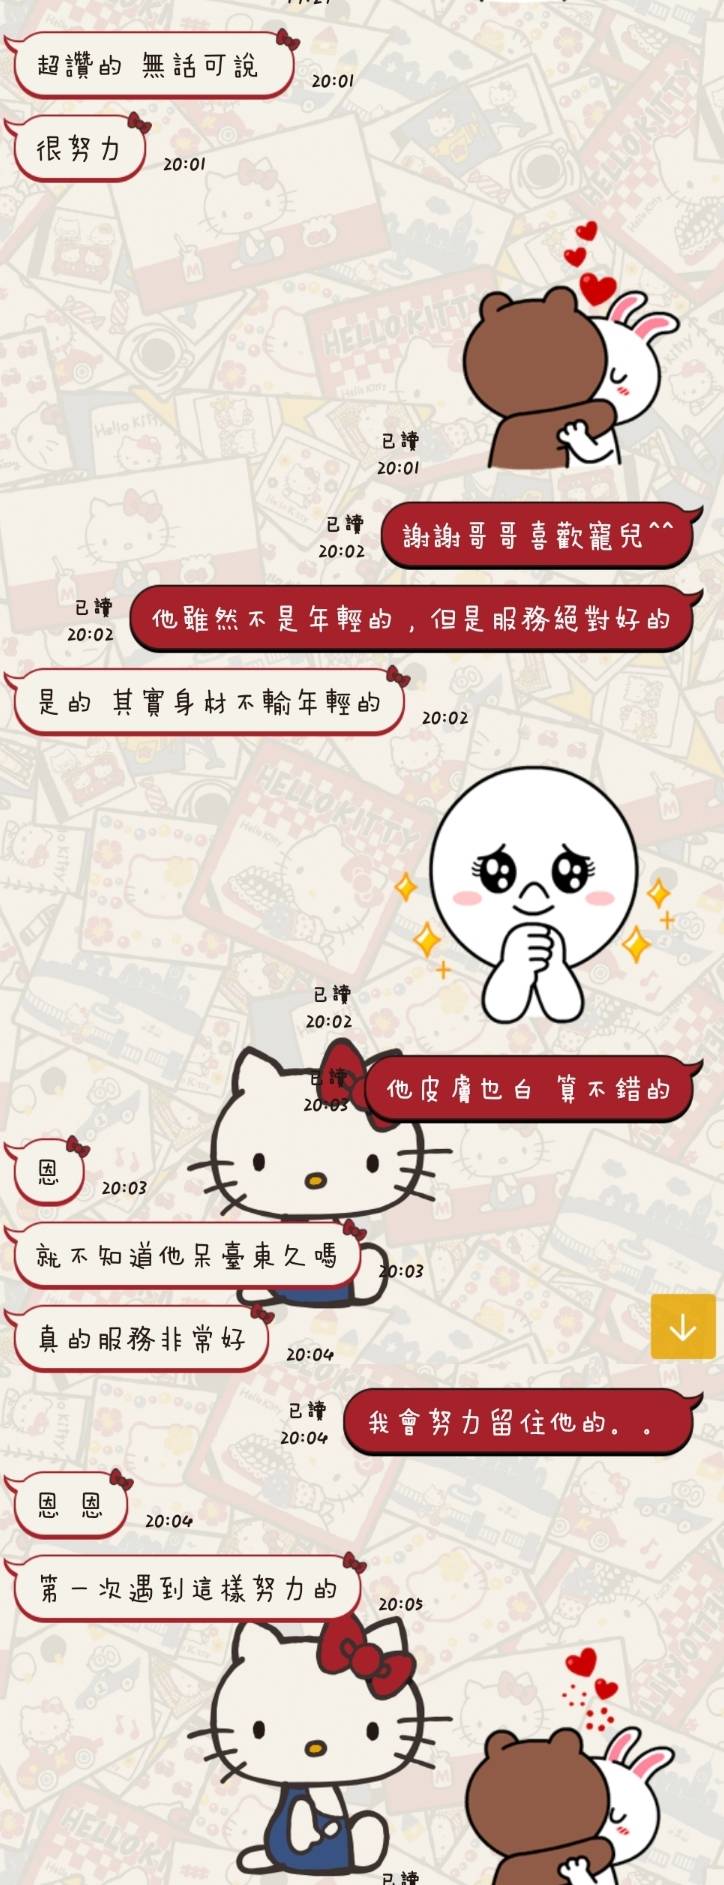 超讚的 無話可說
20:01
很努力
20:01
已讀
20:01
已讀
20:02
謝謝哥哥喜歡寵兒^^
已讀
20:02
他雖然不是年輕的，但是服務絕對好的
是的 其實身材不輸年輕的
20:02
已讀
20:02
已讀
20:03
他皮膚也白 算不錯的
恩
20:03
就不知道他呆臺東久嗎
20:03
真的服務非常好
20:04
已讀
20:04
我會努力留住他的。。
恩 恩
20:04
第一次遇到這樣努力的
20:05
已讀